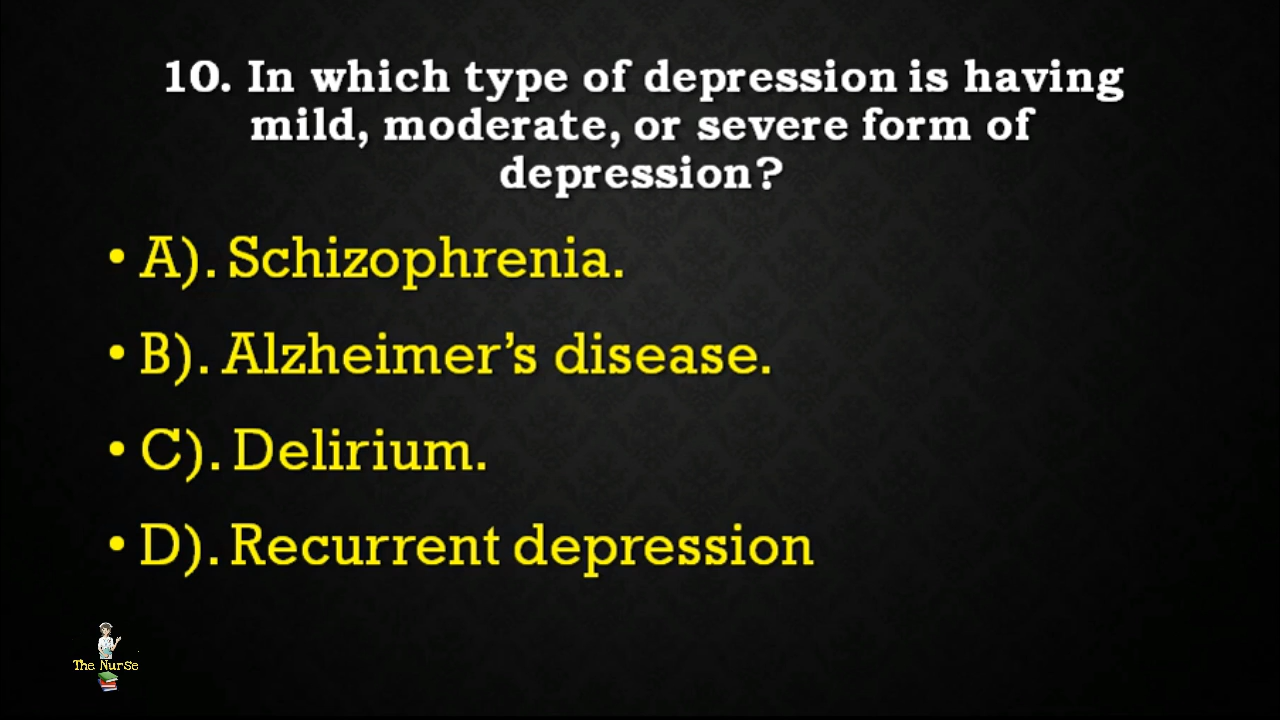 10. In which type of depression is having
mild, moderate, or severe form of
depression?
• A). Schizophrenia.
• B). Alzheimer’s disease.
• C). Delirium.
• D). Recurrent depression
The Nurse